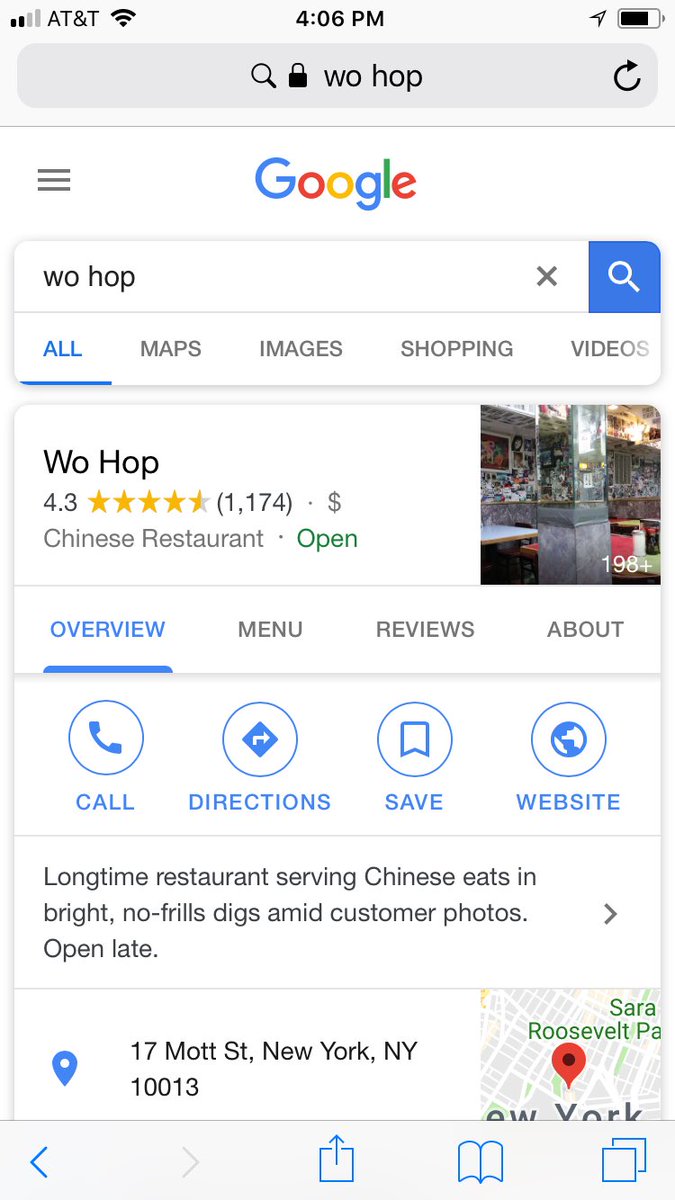 AT&T 4:06 PM
wo hop
Google
wo hop
ALL MAPS IMAGES SHOPPING VIDEOS
Wo Hop
4.3 (1,174) · $
Chinese Restaurant · Open
198+
OVERVIEW MENU REVIEWS ABOUT
CALL DIRECTIONS SAVE WEBSITE
Longtime restaurant serving Chinese eats in
bright, no-frills digs amid customer photos.
Open late.
17 Mott St, New York, NY
10013
Sara
Roosevelt Pa
ew York